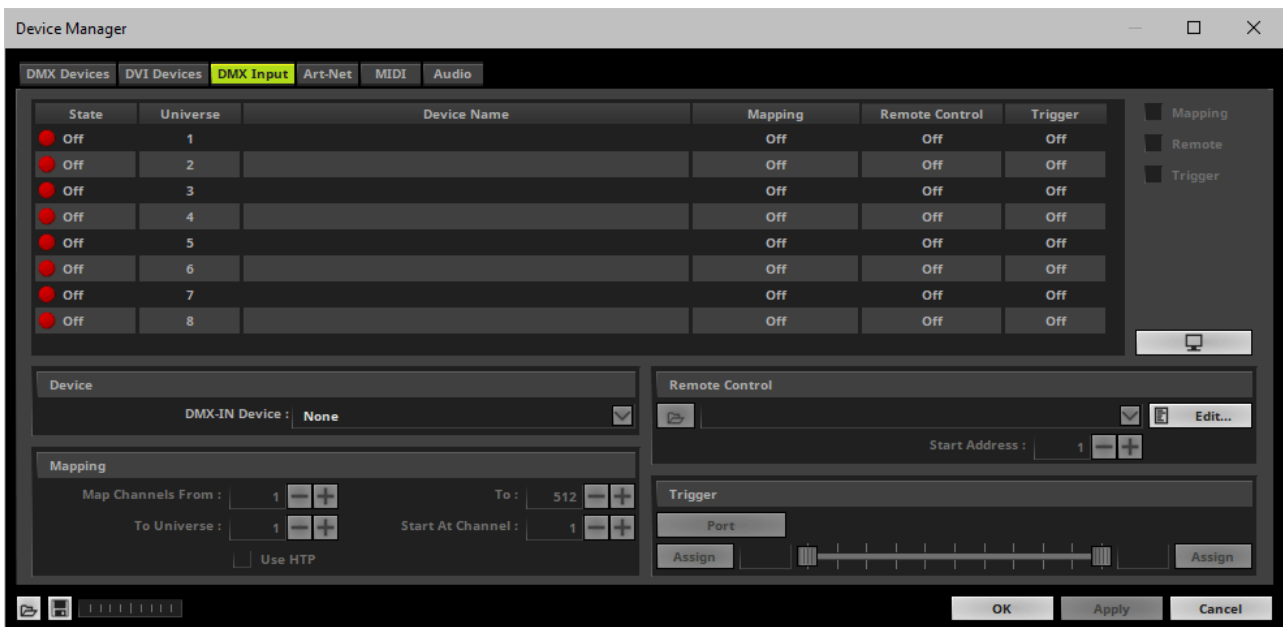 Device Manager
DMX Devices DVI Devices DMX Input Art-Net MIDI Audio
State Universe Device Name Mapping Remote Control Trigger
Off 1 Off Off Off
Off 2 Off Off Off
Off 3 Off Off Off
Off 4 Off Off Off
Off 5 Off Off Off
Off 6 Off Off Off
Off 7 Off Off Off
Off 8 Off Off Off
Mapping
Remote
Trigger
Device
DMX-IN Device : None
Mapping
Map Channels From : 1 To : 512
To Universe : 1 Start At Channel : 1
Use HTP
Remote Control
Edit...
Start Address : 1
Trigger
Port
Assign Assign
OK Apply Cancel